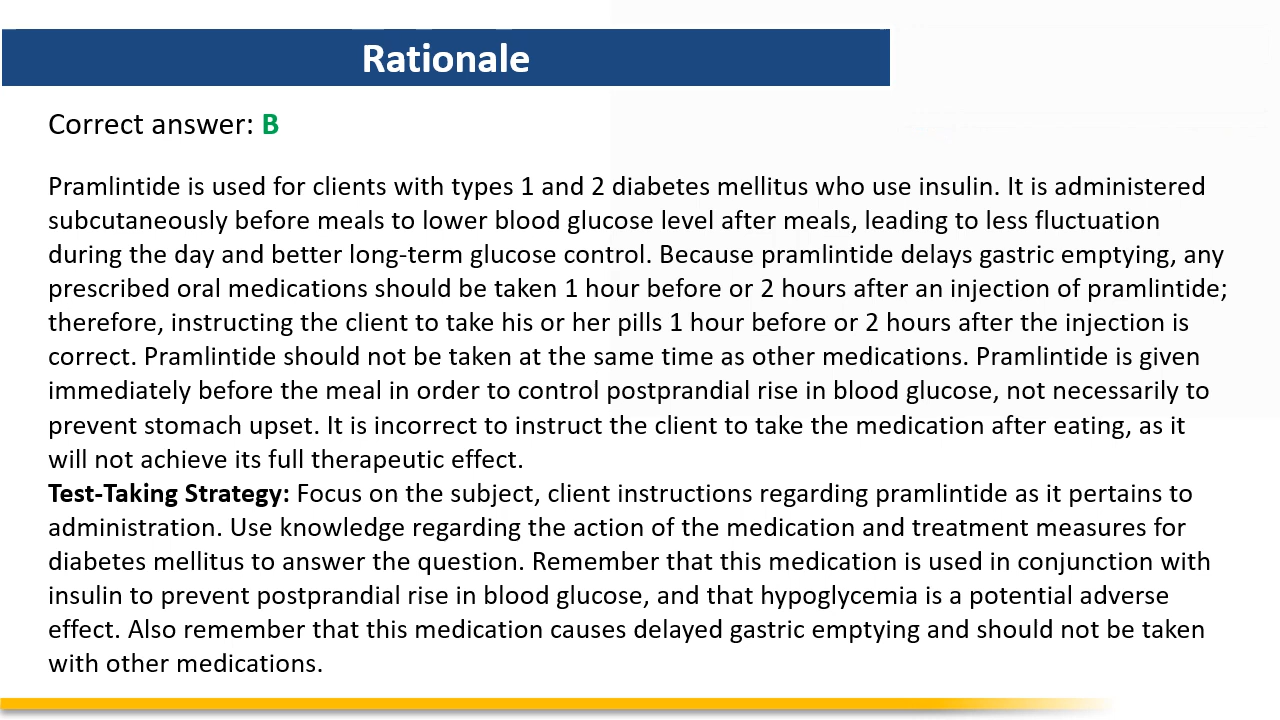 Rationale
Correct answer: B
Pramlintide is used for clients with types 1 and 2 diabetes mellitus who use insulin. It is administered
subcutaneously before meals to lower blood glucose level after meals, leading to less fluctuation
during the day and better long-term glucose control. Because pramlintide delays gastric emptying, any
prescribed oral medications should be taken 1 hour before or 2 hours after an injection of pramlintide;
therefore, instructing the client to take his or her pills 1 hour before or 2 hours after the injection is
correct. Pramlintide should not be taken at the same time as other medications. Pramlintide is given
immediately before the meal in order to control postprandial rise in blood glucose, not necessarily to
prevent stomach upset. It is incorrect to instruct the client to take the medication after eating, as it
will not achieve its full therapeutic effect.
Test-Taking Strategy: Focus on the subject, client instructions regarding pramlintide as it pertains to
administration. Use knowledge regarding the action of the medication and treatment measures for
diabetes mellitus to answer the question. Remember that this medication is used in conjunction with
insulin to prevent postprandial rise in blood glucose, and that hypoglycemia is a potential adverse
effect. Also remember that this medication causes delayed gastric emptying and should not be taken
with other medications.